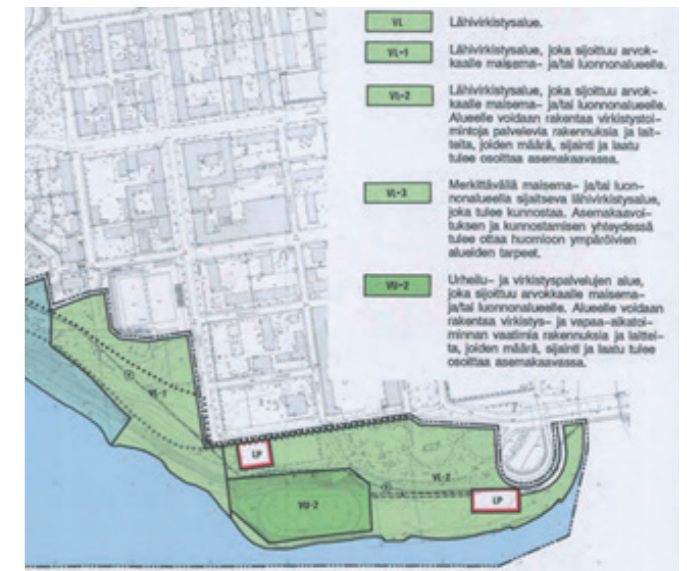 VL
Lähivirkistysalue.
VL-1
Lähivirkistysalue, joka sijoittuu arvok-
kaalle maisema- ja/tai luonnonalueelle.
VL-2
Lähivirkistysalue, joka sijoittuu arvok-
kaalle maisema- ja/tai luonnonalueelle.
Alueelle voidaan rakentaa virkistystoi-
mintoja palvelevia rakennuksia ja lait-
teita, joiden määrä, sijainti ja laatu
tulee osoittaa asemakaavassa.
VL-3
Merkittävällä maisema- ja/tai luon-
nonalueella sijaitseva lähivirkistysalue,
joka tulee kunnostaa. Asemakaavoi-
tuksen ja kunnostamisen yhteydessä
tulee ottaa huomioon ympäröivien
alueiden tarpeet.
VU-2
Urheilu- ja virkistyspalvelujen alue,
joka sijoittuu arvokkaalle maisema-
ja/tai luonnonalueelle. Alueelle voidaan
rakentaa virkistys- ja vapaa-aikatoi-
minnan vaatimia rakennuksia ja laittei-
ta, joiden määrä, sijainti ja laatu tulee
osoittaa asemakaavassa.
VL-1
LP
VL-2
VU-2
LP